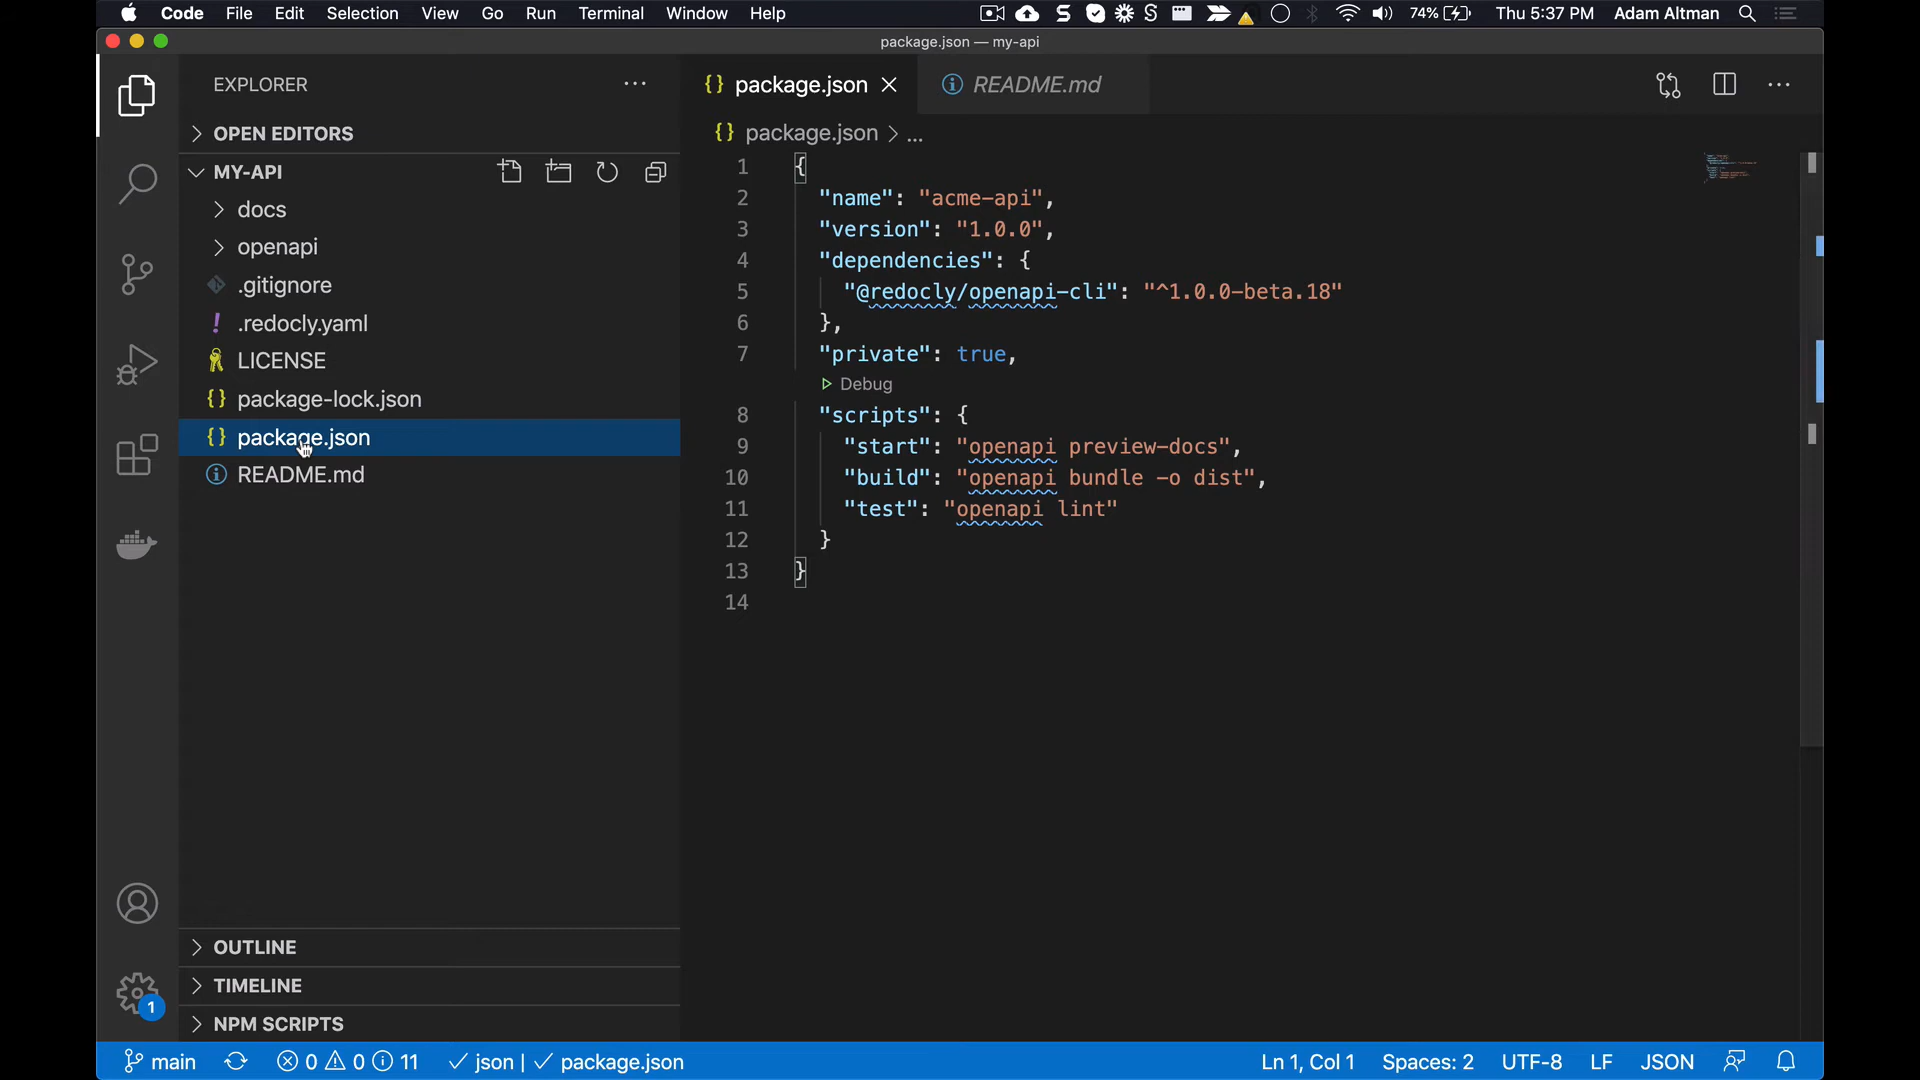 Code File Edit Selection View Go Run Terminal Window Help 74% Thu 5:37 PM Adam Altman
package.json — my-api
EXPLORER
package.json
README.md
OPEN EDITORS
package.json > ...
MY-API
docs
openapi
.gitignore
.redocly.yaml
LICENSE
package-lock.json
package.json
README.md
1 {
2 "name": "acme-api",
3 "version": "1.0.0",
4 "dependencies": {
5 "@redocly/openapi-cli": "^1.0.0-beta.18"
6 },
7 "private": true,
Debug
8 "scripts": {
9 "start": "openapi preview-docs",
10 "build": "openapi bundle -o dist",
11 "test": "openapi lint"
12 }
13 }
14
OUTLINE
TIMELINE
1
NPM SCRIPTS
main 0 0 11 json | package.json Ln 1, Col 1 Spaces: 2 UTF-8 LF JSON